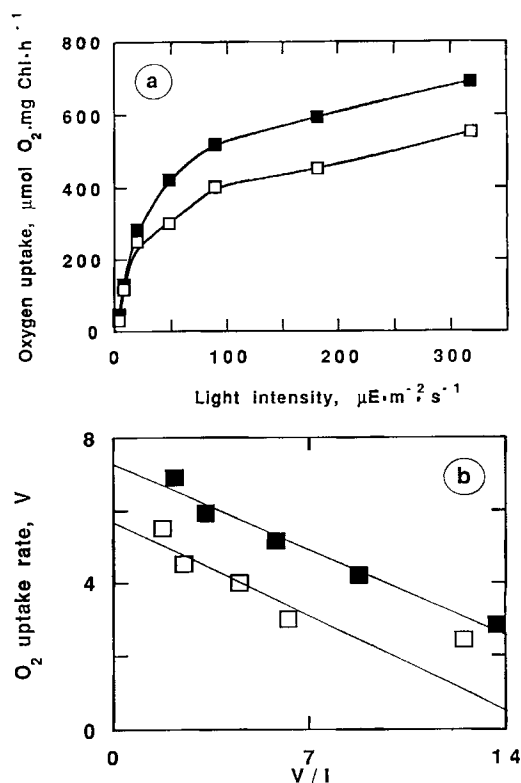 Oxygen uptake, μmol O₂.mg Chl·h⁻¹
800
600
400
200
0
a
0 100 200 300
Light intensity, μE·m⁻²·s⁻¹
O₂ uptake rate, V
8
4
0
b
0 7 14
V/I